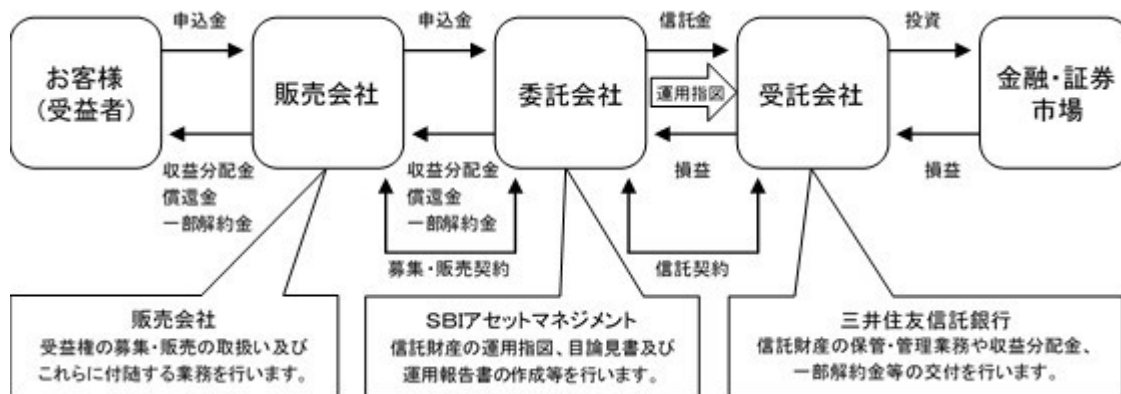 申込金
申込金
信託金
投資
お客様
(受益者)
販売会社
委託会社
運用指図
受託会社
金融・証券
市場
収益分配金
償還金
一部解約金
収益分配金
償還金
一部解約金
損益
損益
募集・販売契約
信託契約
販売会社
受益権の募集・販売の取扱い及び
これらに付随する業務を行います。
SBIアセットマネジメント
信託財産の運用指図、目論見書及び
運用報告書の作成等を行います。
三井住友信託銀行
信託財産の保管・管理業務や収益分配金、
一部解約金等の交付を行います。